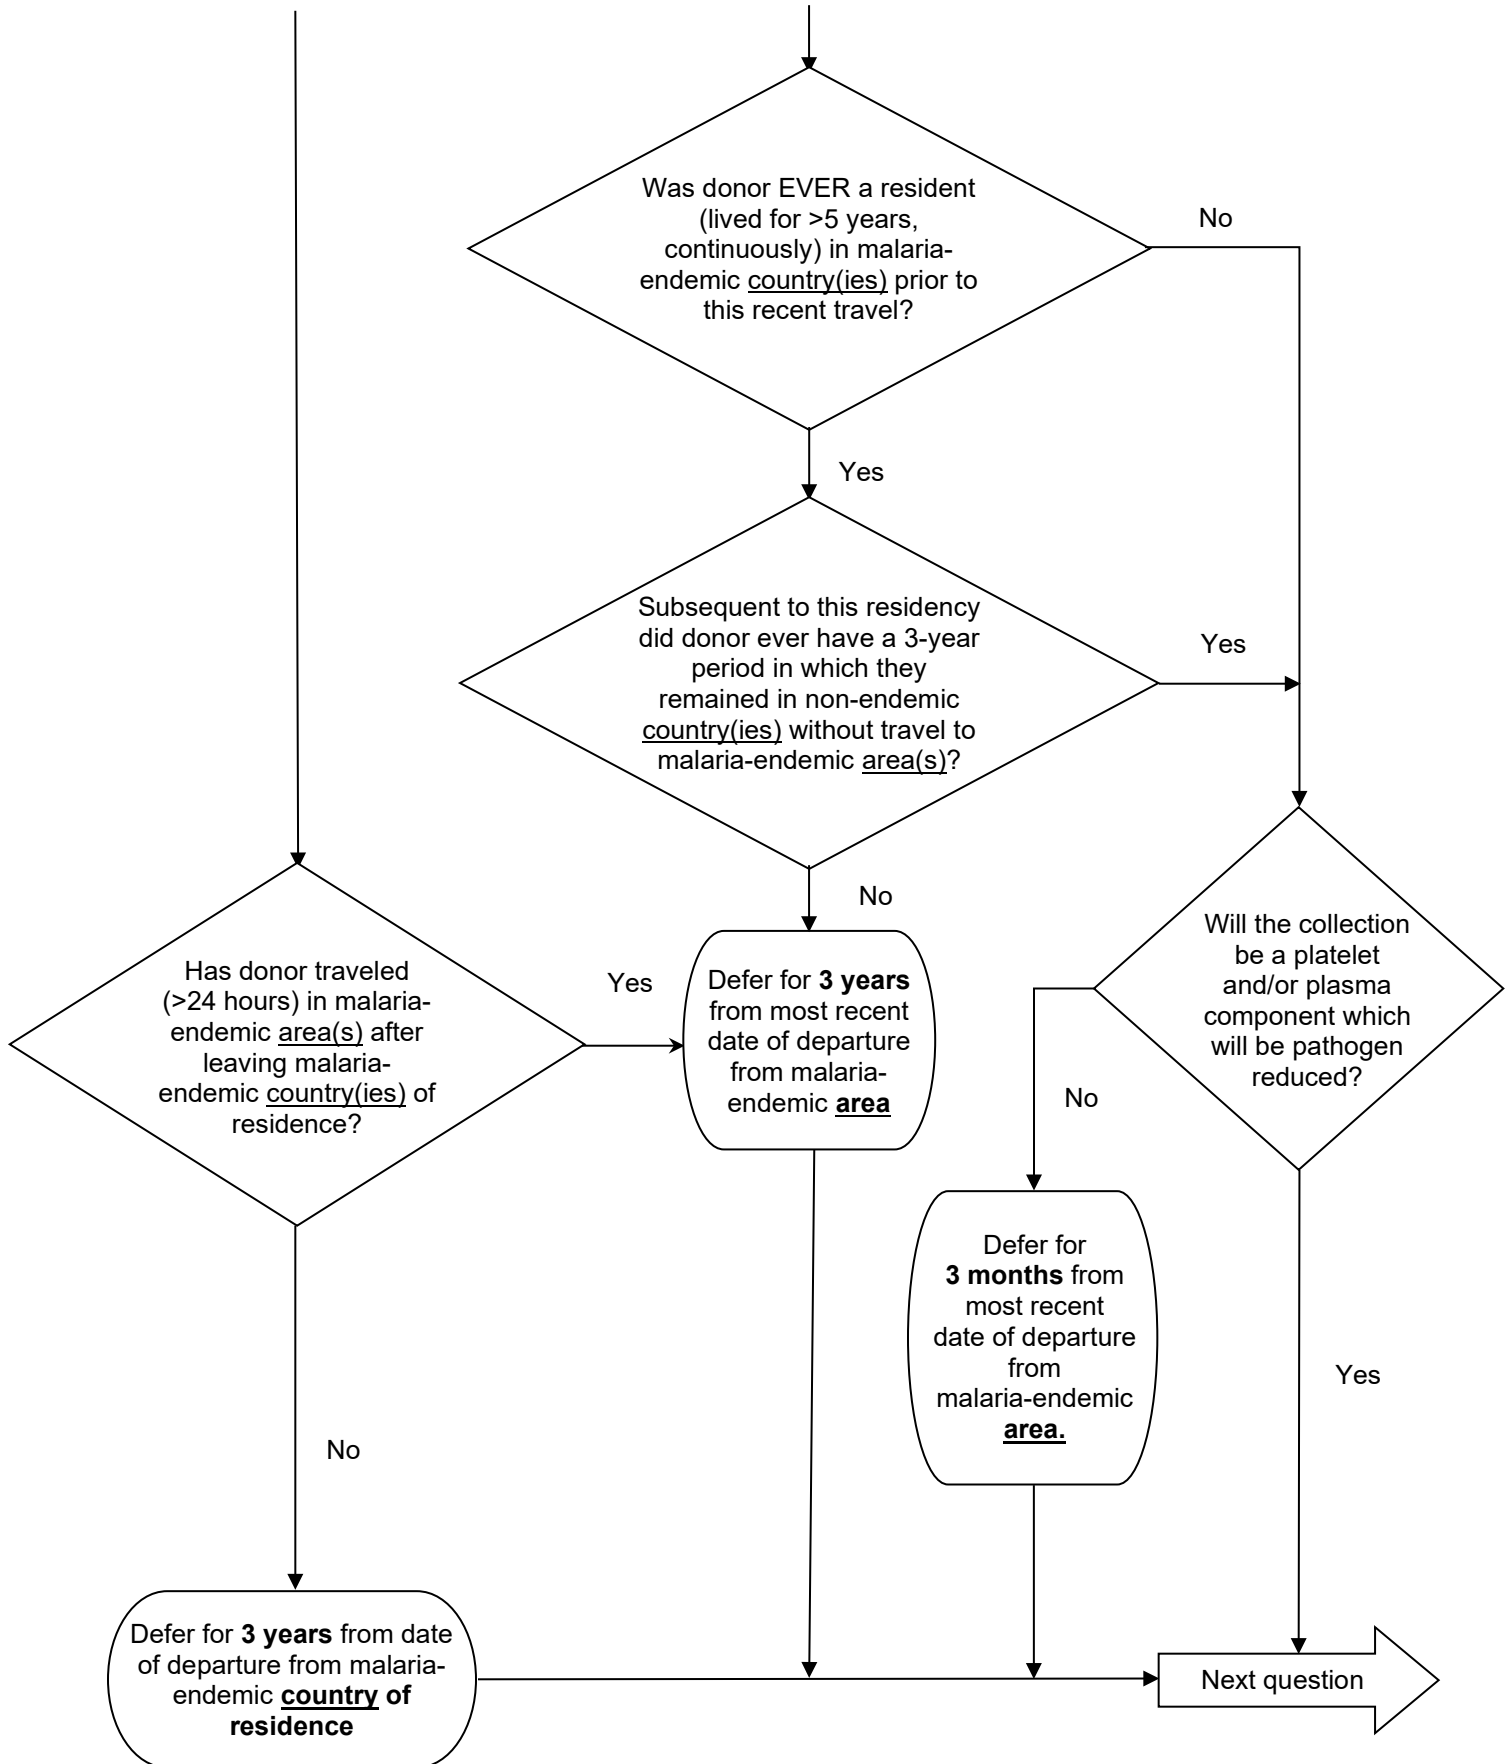 Was donor EVER a resident
(lived for >5 years,
continuously) in malaria-
endemic country(ies) prior to
this recent travel?
No
Yes
Subsequent to this residency
did donor ever have a 3-year
period in which they
remained in non-endemic
country(ies) without travel to
malaria-endemic area(s)?
Yes
No
Has donor traveled
(>24 hours) in malaria-
endemic area(s) after
leaving malaria-
endemic country(ies) of
residence?
Yes
Defer for 3 years
from most recent
date of departure
from malaria-
endemic area
Will the collection
be a platelet
and/or plasma
component which
will be pathogen
reduced?
No
Defer for
3 months from
most recent
date of departure
from
malaria-endemic
area.
Yes
No
Defer for 3 years from date
of departure from malaria-
endemic country of
residence
Next question